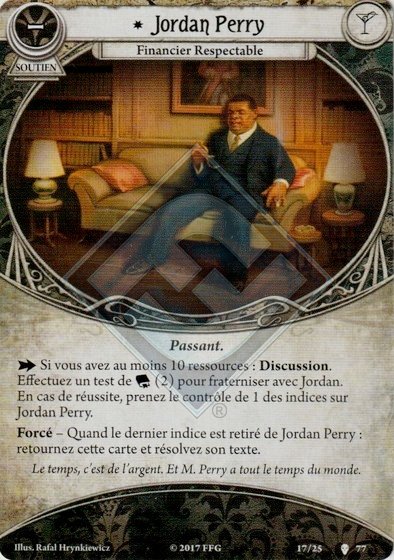 Jordan Perry
Financier Respectable
SOUTIEN
Passant.
Si vous avez au moins 10 ressources : Discussion.
Effectuez un test de (2) pour fraterniser avec Jordan.
En cas de réussite, prenez le contrôle de 1 des indices sur
Jordan Perry.
Forcé – Quand le dernier indice est retiré de Jordan Perry :
retournez cette carte et résolvez son texte.
Le temps, c'est de l'argent. Et M. Perry a tout le temps du monde.
Illus. Rafał Hrynkiewicz © 2017 FFG 17/25 77